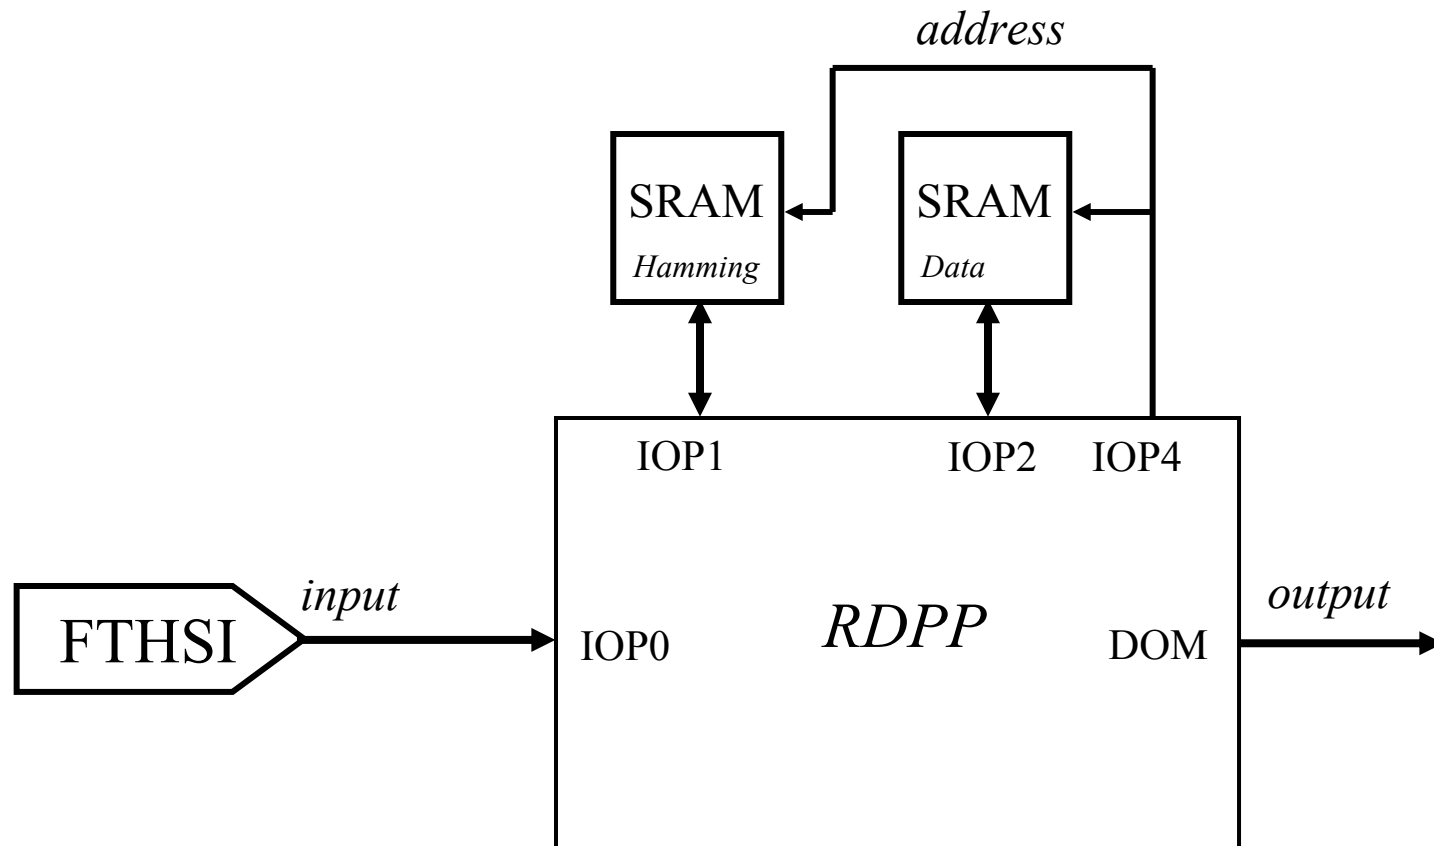 address
SRAM
Hamming
SRAM
Data
IOP1
IOP2
IOP4
FTHSI
input
IOP0
RDPP
DOM
output